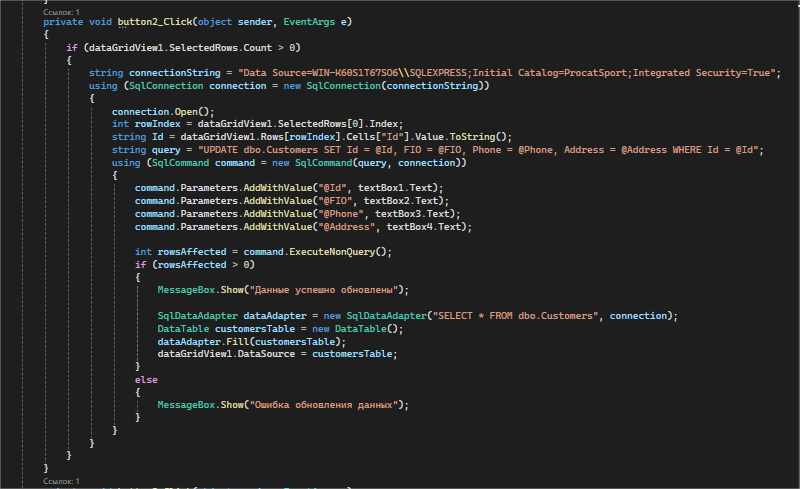 }
Ссылок: 1
private void button2_Click(object sender, EventArgs e)
{
if (dataGridView1.SelectedRows.Count > 0)
{
string connectionString = "Data Source=WIN-K60S1T67SO6\\SQLEXPRESS;Initial Catalog=ProcatSport;Integrated Security=True";
using (SqlConnection connection = new SqlConnection(connectionString))
{
connection.Open();
int rowIndex = dataGridView1.SelectedRows[0].Index;
string Id = dataGridView1.Rows[rowIndex].Cells["Id"].Value.ToString();
string query = "UPDATE dbo.Customers SET Id = @Id, FIO = @FIO, Phone = @Phone, Address = @Address WHERE Id = @Id";
using (SqlCommand command = new SqlCommand(query, connection))
{
command.Parameters.AddWithValue("@Id", textBox1.Text);
command.Parameters.AddWithValue("@FIO", textBox2.Text);
command.Parameters.AddWithValue("@Phone", textBox3.Text);
command.Parameters.AddWithValue("@Address", textBox4.Text);
int rowsAffected = command.ExecuteNonQuery();
if (rowsAffected > 0)
{
MessageBox.Show("Данные успешно обновлены");
SqlDataAdapter dataAdapter = new SqlDataAdapter("SELECT * FROM dbo.Customers", connection);
DataTable customersTable = new DataTable();
dataAdapter.Fill(customersTable);
dataGridView1.DataSource = customersTable;
}
else
{
MessageBox.Show("Ошибка обновления данных");
}
}
}
}
}
Ссылок: 1